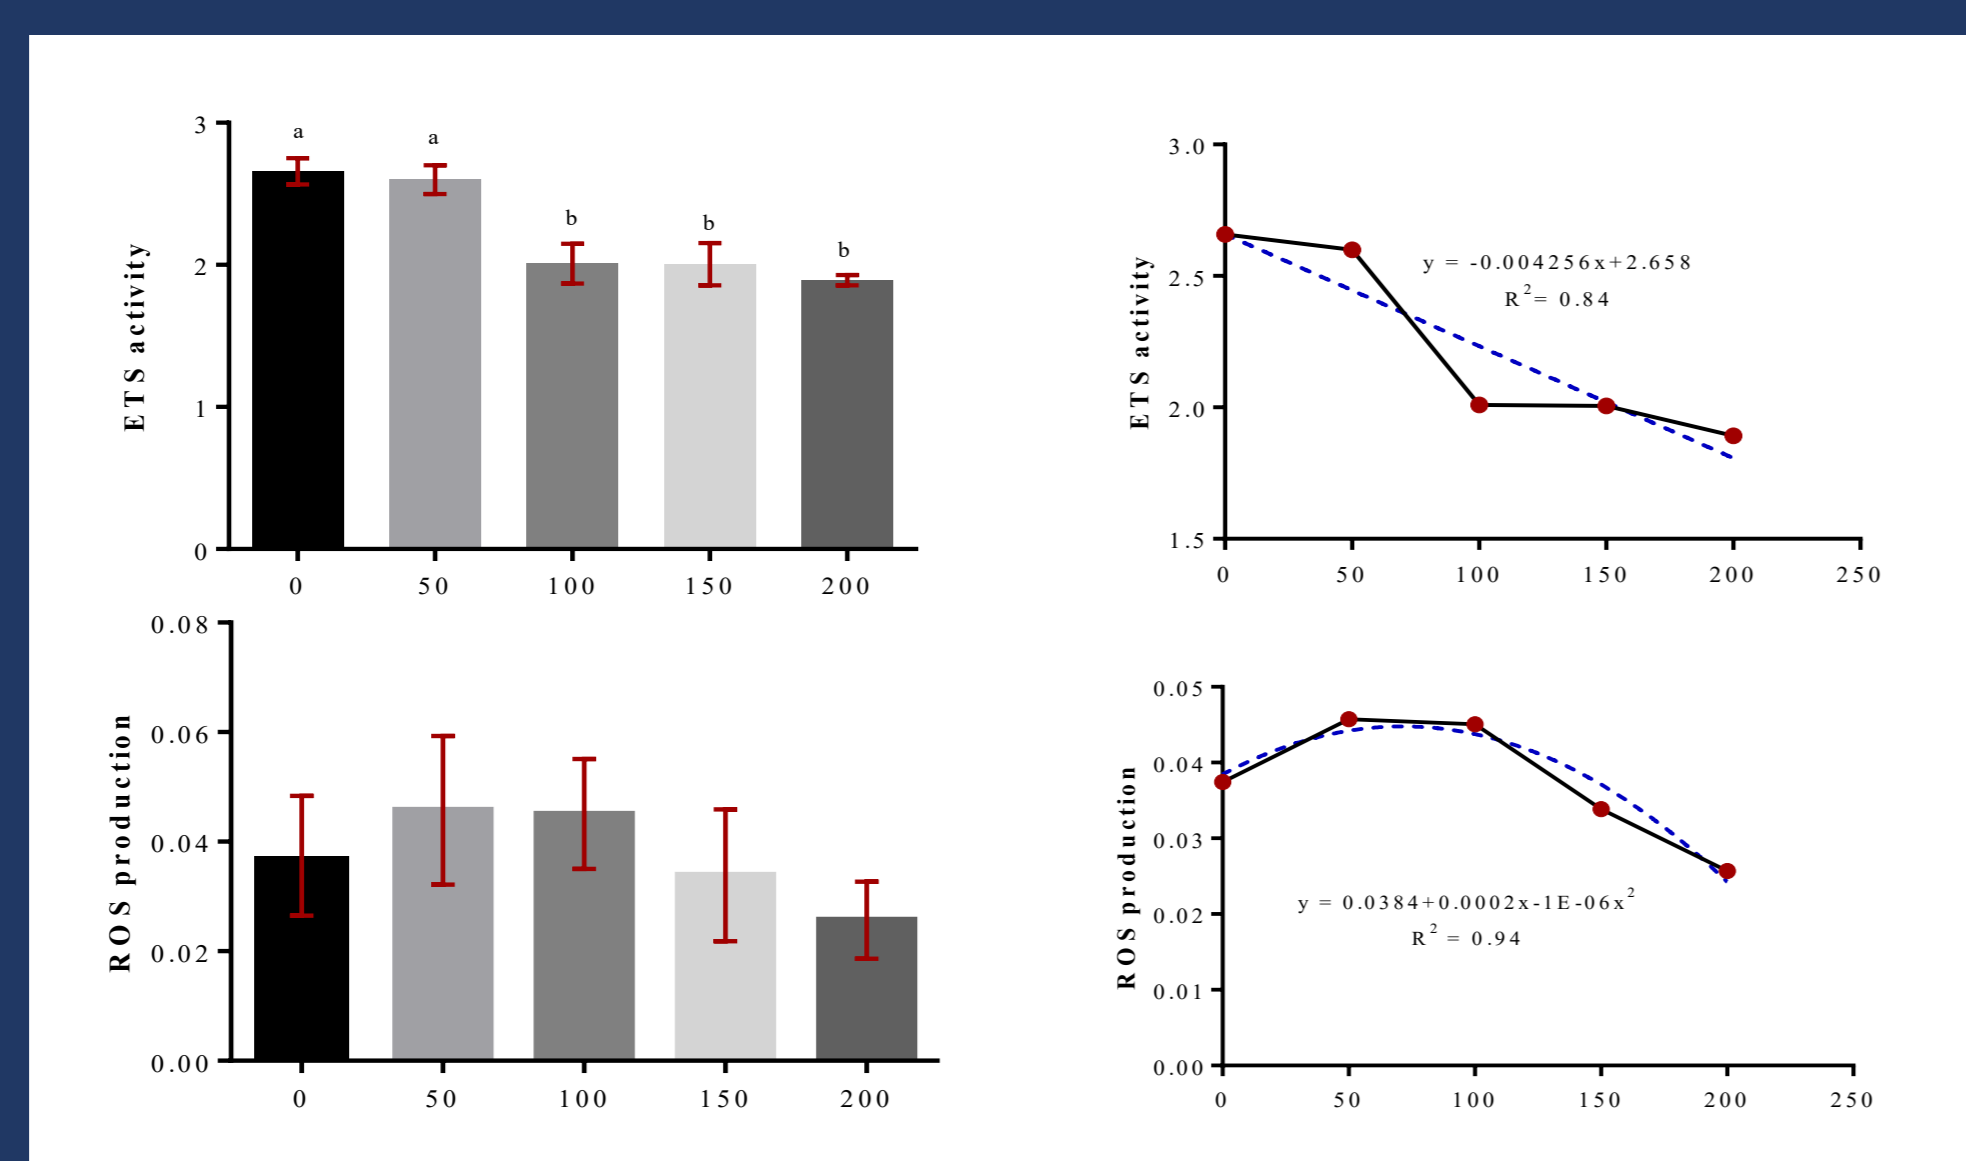 3
2
1
0
ETS activity
a
a
b
b
b
0 50 100 150 200
3.0
2.5
2.0
1.5
ETS activity
y = -0.004256x+2.658
R²= 0.84
0 50 100 150 200 250
0.08
0.06
0.04
0.02
0.00
ROS production
0 50 100 150 200
0.05
0.04
0.03
0.02
0.01
0.00
ROS production
y = 0.0384+0.0002x-1E-06x²
R² = 0.94
0 50 100 150 200 250